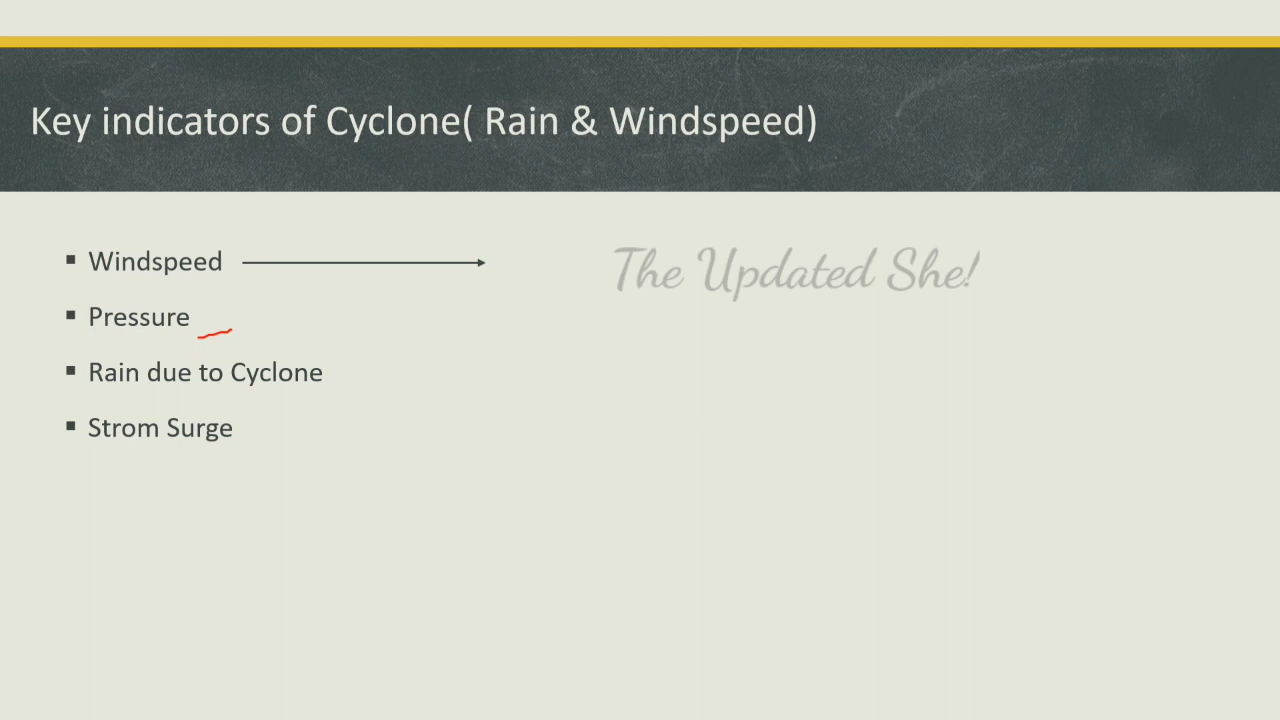 Key indicators of Cyclone( Rain & Windspeed)
▪ Windspeed
The Updated She!
▪ Pressure
▪ Rain due to Cyclone
▪ Strom Surge